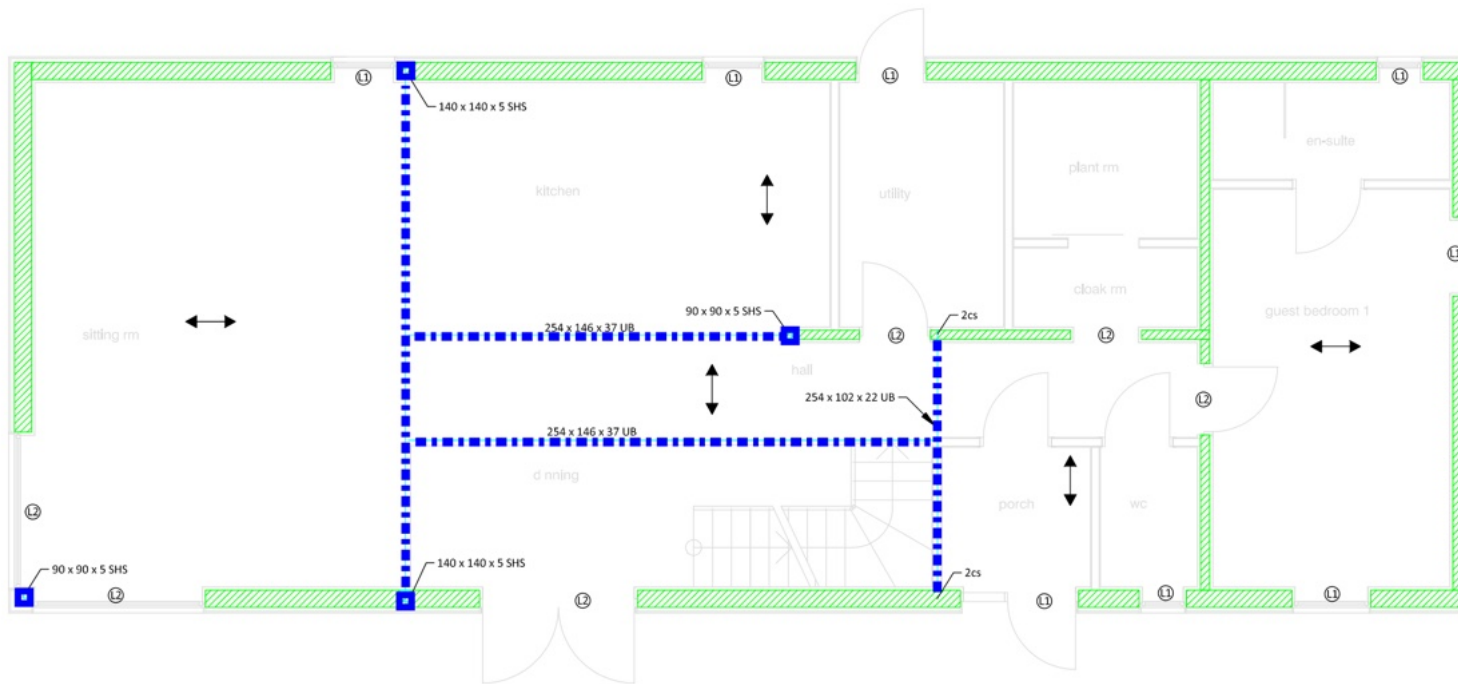 L1
L1
L1
L1
140 x 140 x 5 SHS
en-suite
plant rm
kitchen
utility
L1
cloak rm
90 x 90 x 5 SHS
2cs
guest bedroom 1
sitting rm
254 x 146 x 37 UB
L2
L2
hall
254 x 102 x 22 UB
L2
254 x 146 x 37 UB
d nning
porch
wc
L2
90 x 90 x 5 SHS
140 x 140 x 5 SHS
2cs
L2
L2
L1
L1
L1